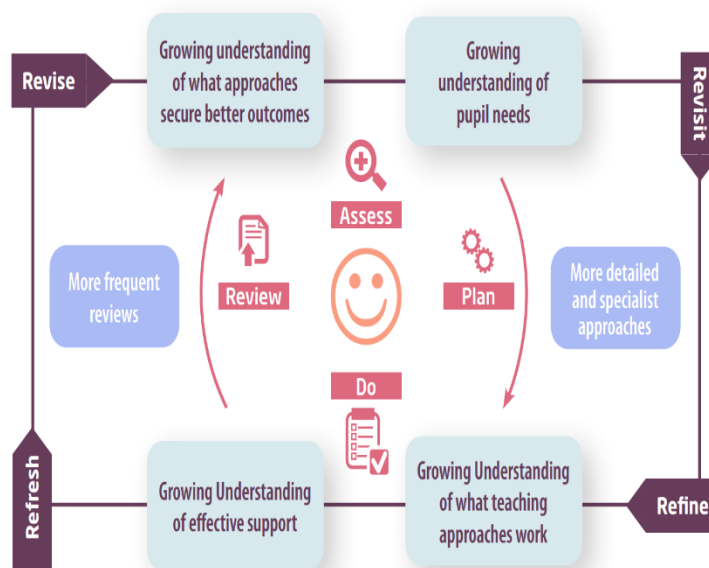 Revise
Growing understanding
of what approaches
secure better outcomes
Growing
understanding of
pupil needs
Revisit
Assess
More frequent
reviews
Review
Plan
More detailed
and specialist
approaches
Do
Refresh
Growing Understanding
of effective support
Growing Understanding
of what teaching
approaches work
Refine